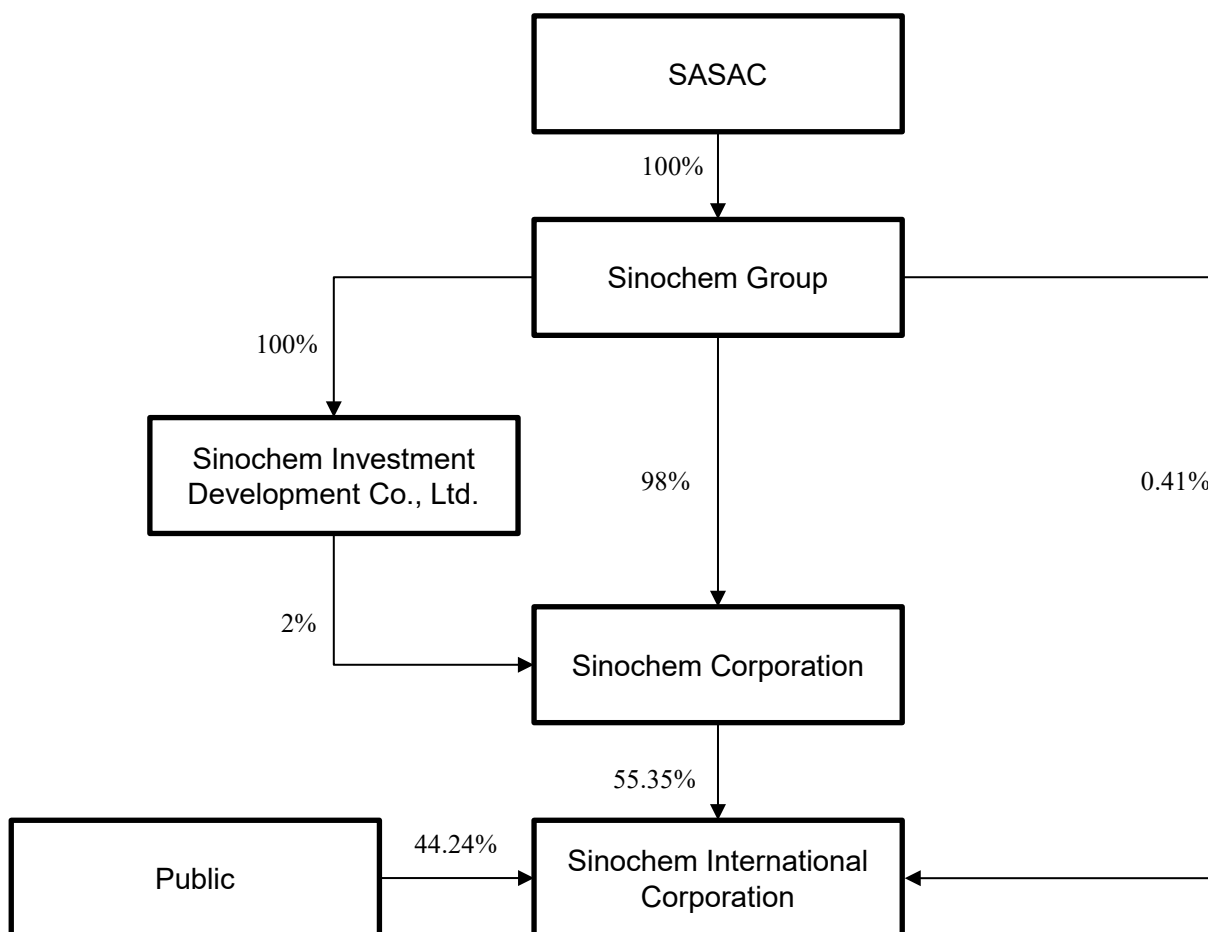 SASAC
100%
Sinochem Group
100%
Sinochem Investment
Development Co., Ltd.
98%
0.41%
2%
Sinochem Corporation
55.35%
Public
44.24%
Sinochem International
Corporation